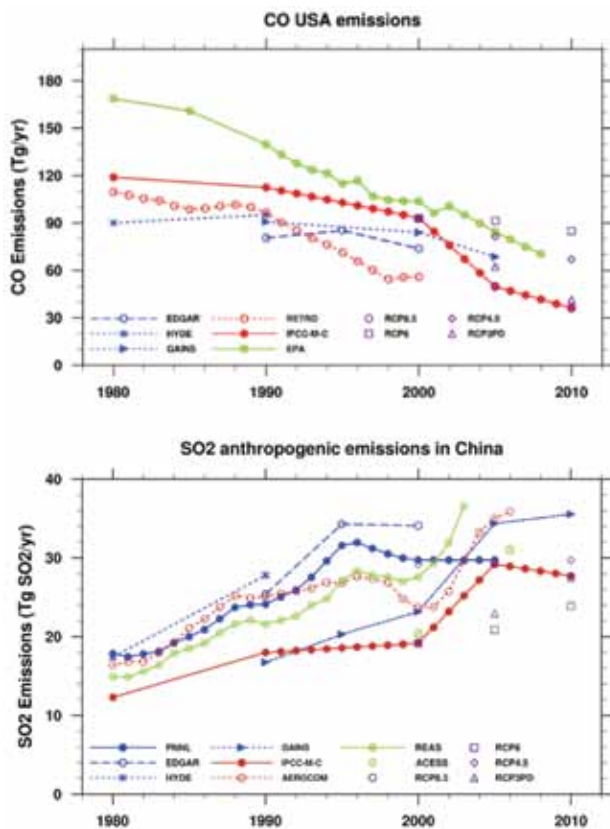 CO USA emissions
CO Emissions (Tg/yr)
180
150
120
90
60
30
0
EDGAR RETRO RCP8.5 RCP4.5
HYDE IPCC-M-C RCP6 RCP3PD
GAINS EPA
1980 1990 2000 2010
SO2 anthropogenic emissions in China
SO2 Emissions (Tg SO2/yr)
40
30
20
10
0
PNNL GAINS REAS RCP6
EDGAR IPCC-M-C ACESS RCP4.5
HYDE AEROCOM RCP8.5 RCP3PD
1980 1990 2000 2010